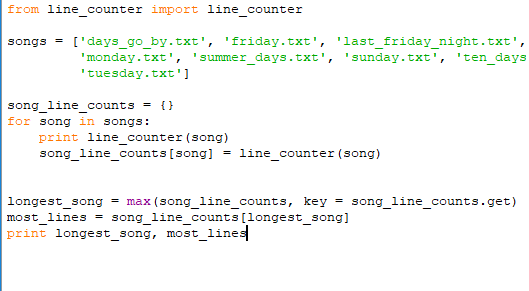 from line_counter import line_counter
songs = ['days_go_by.txt', 'friday.txt', 'last_friday_night.txt',
'monday.txt', 'summer_days.txt', 'sunday.txt', 'ten_days
'tuesday.txt']
song_line_counts = {}
for song in songs:
print line_counter(song)
song_line_counts[song] = line_counter(song)
longest_song = max(song_line_counts, key = song_line_counts.get)
most_lines = song_line_counts[longest_song]
print longest_song, most_lines